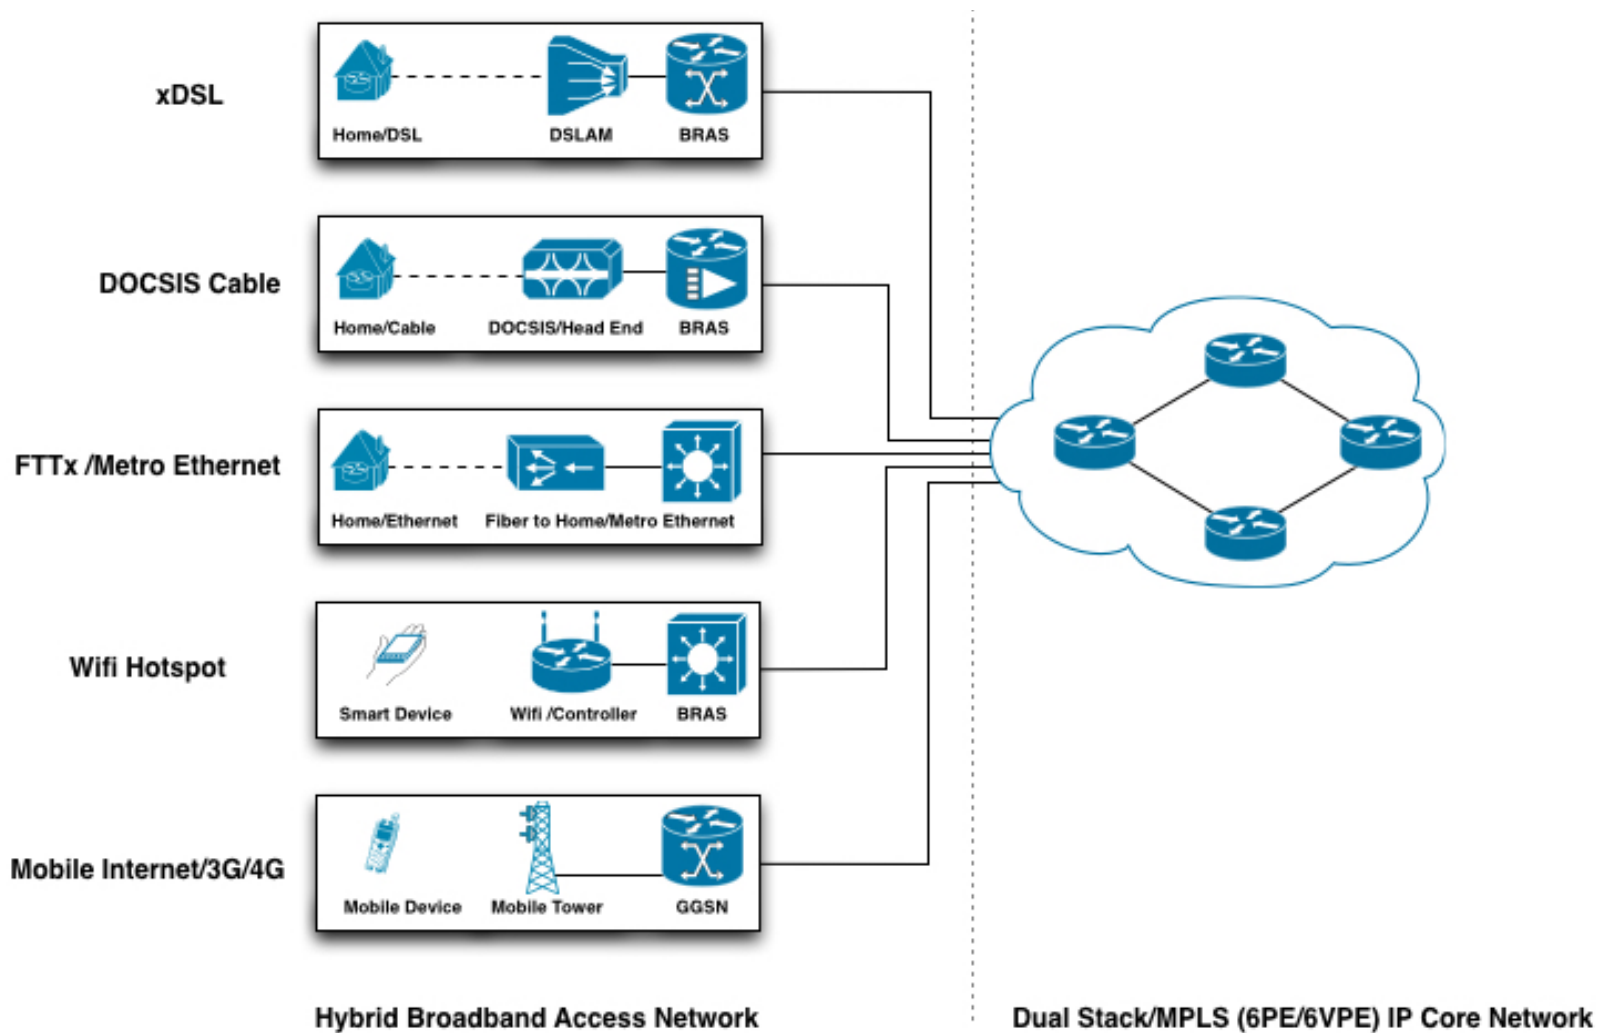 xDSL
Home/DSL DSLAM BRAS
DOCSIS Cable
Home/Cable DOCSIS/Head End BRAS
FTTx /Metro Ethernet
Home/Ethernet Fiber to Home/Metro Ethernet
Wifi Hotspot
Smart Device Wifi /Controller BRAS
Mobile Internet/3G/4G
Mobile Device Mobile Tower GGSN
Hybrid Broadband Access Network
Dual Stack/MPLS (6PE/6VPE) IP Core Network